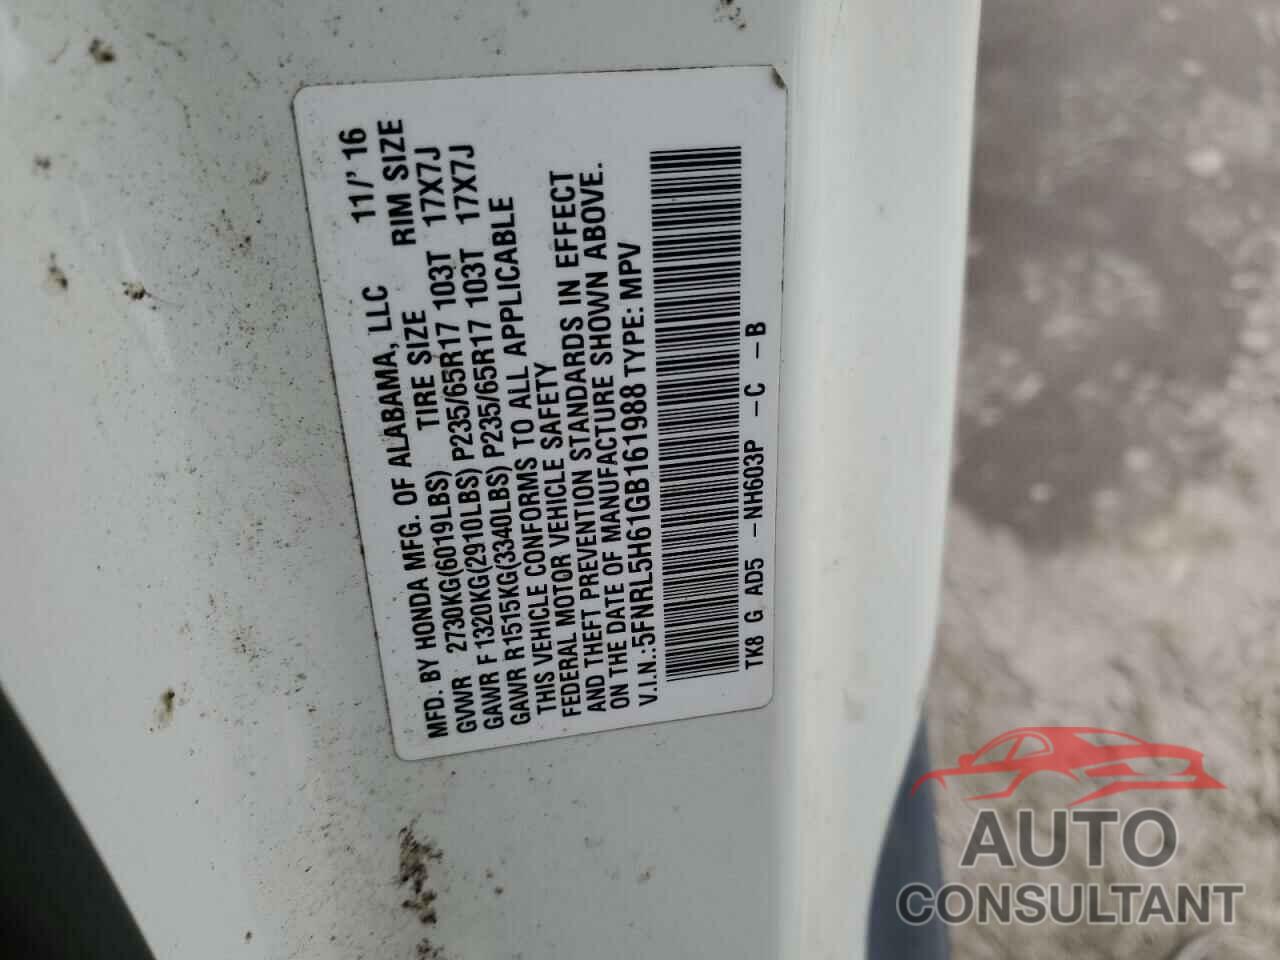 MFD. BY HONDA MFG. OF ALABAMA, LLC 11/'16
TIRE SIZE RIM SIZE
GVWR 2730KG(6019LBS)
GAWR F 1320KG(2910LBS) P235/65R17 103T 17X7J
GAWR R 1515KG(3340LBS) P235/65R17 103T 17X7J
THIS VEHICLE CONFORMS TO ALL APPLICABLE
FEDERAL MOTOR VEHICLE SAFETY
AND THEFT PREVENTION STANDARDS IN EFFECT
ON THE DATE OF MANUFACTURE SHOWN ABOVE.
V.I.N.:5FNRL5H61GB161988 TYPE: MPV
TK8 G AD5 -NH603P -C -B
AUTO
CONSULTANT